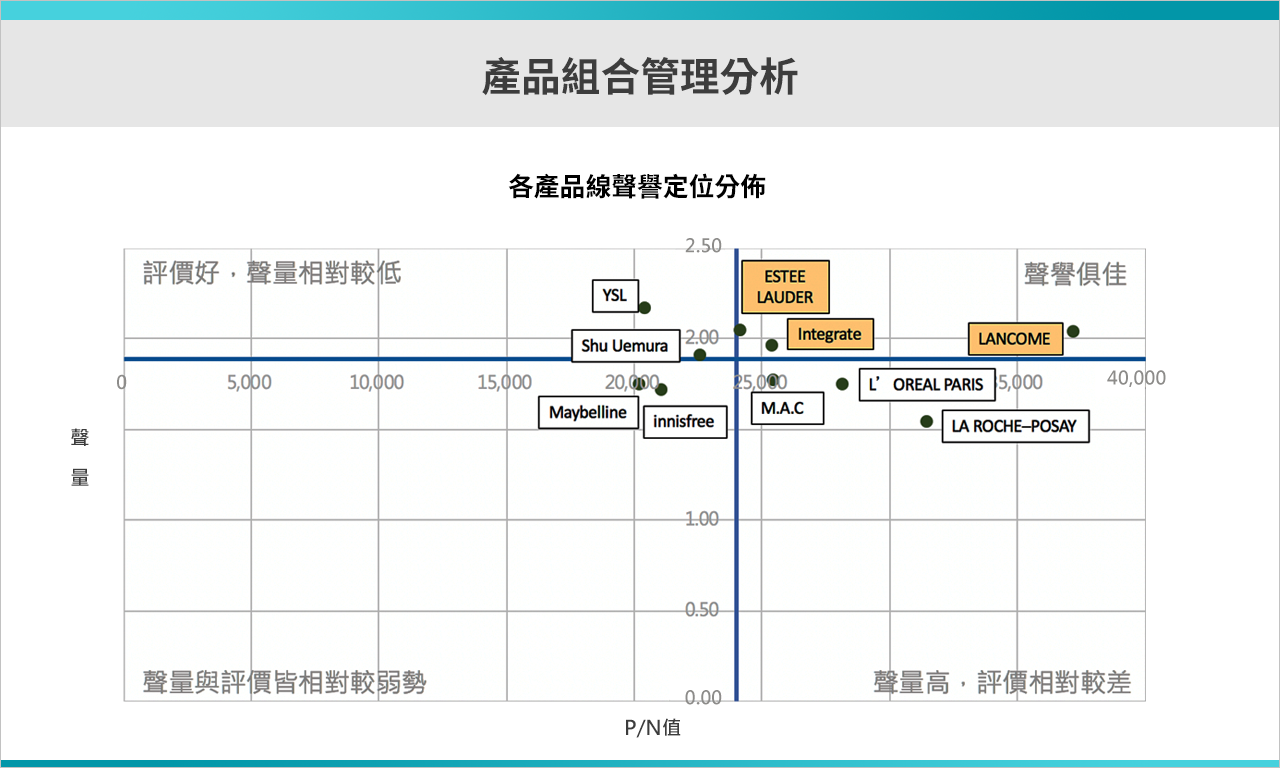 產品組合管理分析
各產品線聲譽定位分佈
2.50
評價好，聲量相對較低
聲譽俱佳
ESTEE
LAUDER
YSL
Integrate
2.00
LANCOME
Shu Uemura
0
5,000
10,000
15,000
20,000
25,000
5,000
40,000
L’OREAL PARIS
Maybelline
innisfree
M.A.C
LA ROCHE–POSAY
聲
量
1.00
0.50
聲量與評價皆相對較弱勢
聲量高，評價相對較差
0.00
P/N值